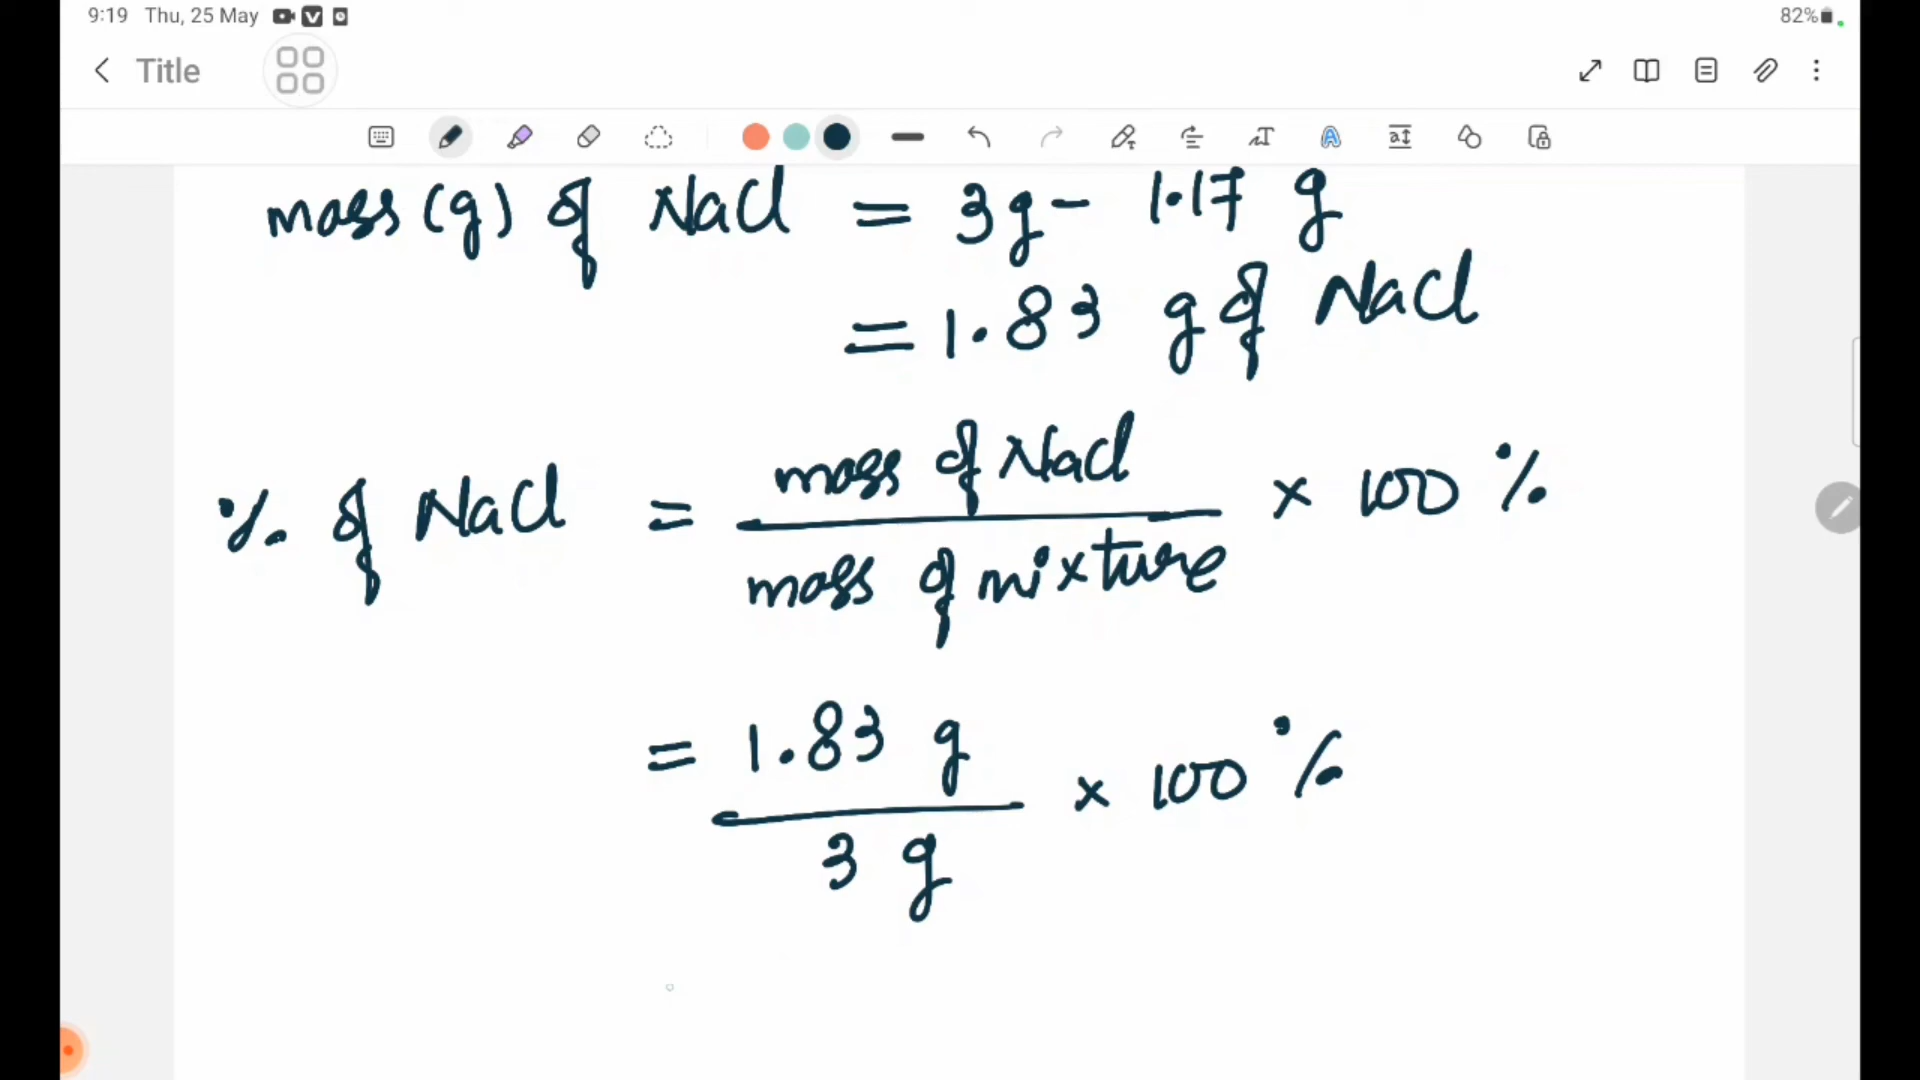 9:19 Thu, 25 May 82%
Title
mass (g) of NaCl = 3g - 1.17 g
= 1.83 g of NaCl
% of NaCl = mass of NaCl / mass of mixture × 100 %
= 1.83 g / 3 g × 100 %